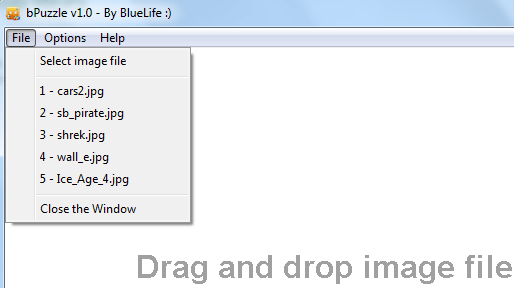 bPuzzle v1.0 - By BlueLife :)
File Options Help
Select image file
1 - cars2.jpg
2 - sb_pirate.jpg
3 - shrek.jpg
4 - wall_e.jpg
5 - Ice_Age_4.jpg
Close the Window
Drag and drop image file